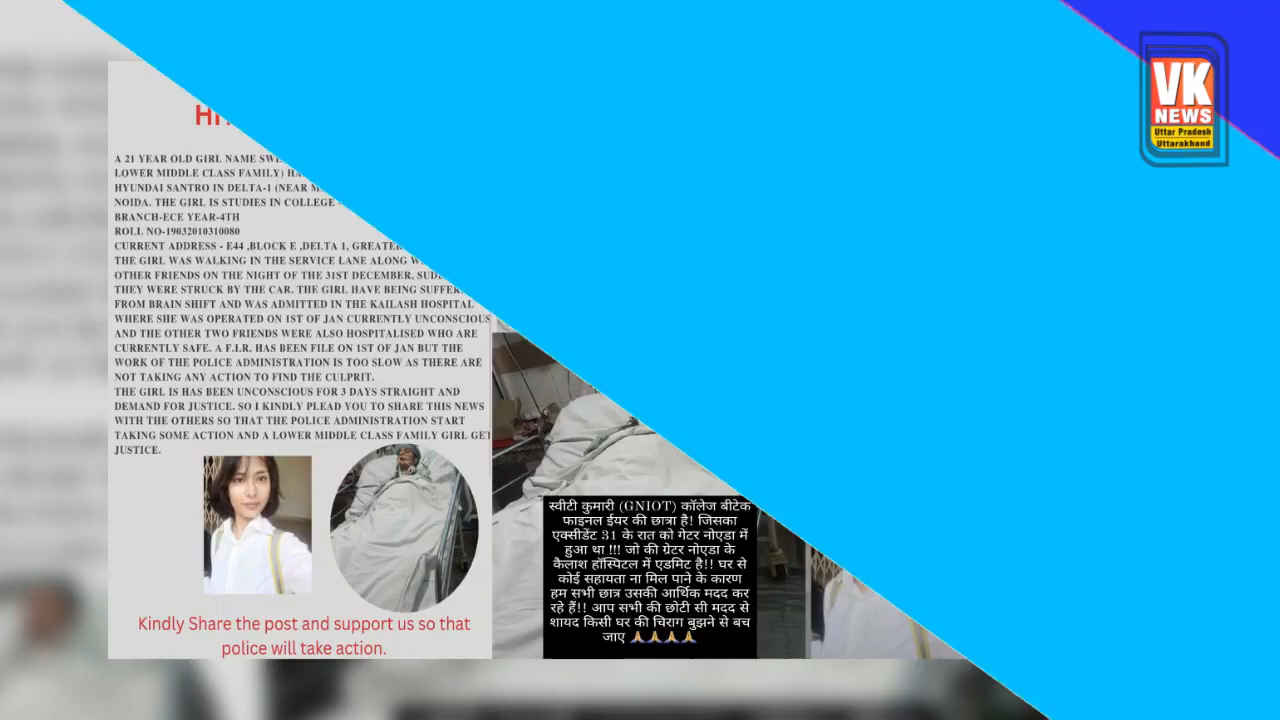 VK
NEWS
Uttar Pradesh
Uttarakhand
A 21 YEAR OLD GIRL NAME
LOWER MIDDLE CLASS FAMILY)
HYUNDAI SANTRO IN DELTA-1 (NEAR
NOIDA. THE GIRL IS STUDIES IN COLLEGE -
BRANCH-ECE YEAR-4TH
ROLL NO-19032010310080
CURRENT ADDRESS - E44 ,BLOCK E ,DELTA 1,
THE GIRL WAS WALKING IN THE SERVICE LANE ALONG
OTHER FRIENDS ON THE NIGHT OF THE 31ST DECEMBER,
THEY WERE STRUCK BY THE CAR. THE GIRL HAVE BEING
FROM BRAIN SHIFT AND WAS ADMITTED IN THE KAILASH HOSPITAL
WHERE SHE WAS OPERATED ON 1ST OF JAN CURRENTLY UNCONSCIOUS
AND THE OTHER TWO FRIENDS WERE ALSO HOSPITALISED WHO ARE
CURRENTLY SAFE. A F.I.R. HAS BEEN FILE ON 1ST OF JAN BUT THE
WORK OF THE POLICE ADMINISTRATION IS TOO SLOW AS THERE ARE
NOT TAKING ANY ACTION TO FIND THE CULPRIT.
THE GIRL IS HAS BEEN UNCONSCIOUS FOR 3 DAYS STRAIGHT AND
DEMAND FOR JUSTICE. SO I KINDLY PLEAD YOU TO SHARE THIS NEWS
WITH THE OTHERS SO THAT THE POLICE ADMINISTRATION START
TAKING SOME ACTION AND A LOWER MIDDLE CLASS FAMILY GIRL GET
JUSTICE.
Kindly Share the post and support us so that
police will take action.
स्वीटी कुमारी (GNIOT) कॉलेज बीटेक
फाइनल ईयर की छात्रा है! जिसका
एक्सीडेंट 31 के रात को गेटर नोएडा में
हुआ था !!! जो की ग्रेटर नोएडा के
कैलाश हॉस्पिटल में एडमिट है!! घर से
कोई सहायता ना मिल पाने के कारण
हम सभी छात्र उसकी आर्थिक मदद कर
रहे हैं!! आप सभी की छोटी सी मदद से
शायद किसी घर की चिराग बुझने से बच
जाए 🙏🙏🙏🙏